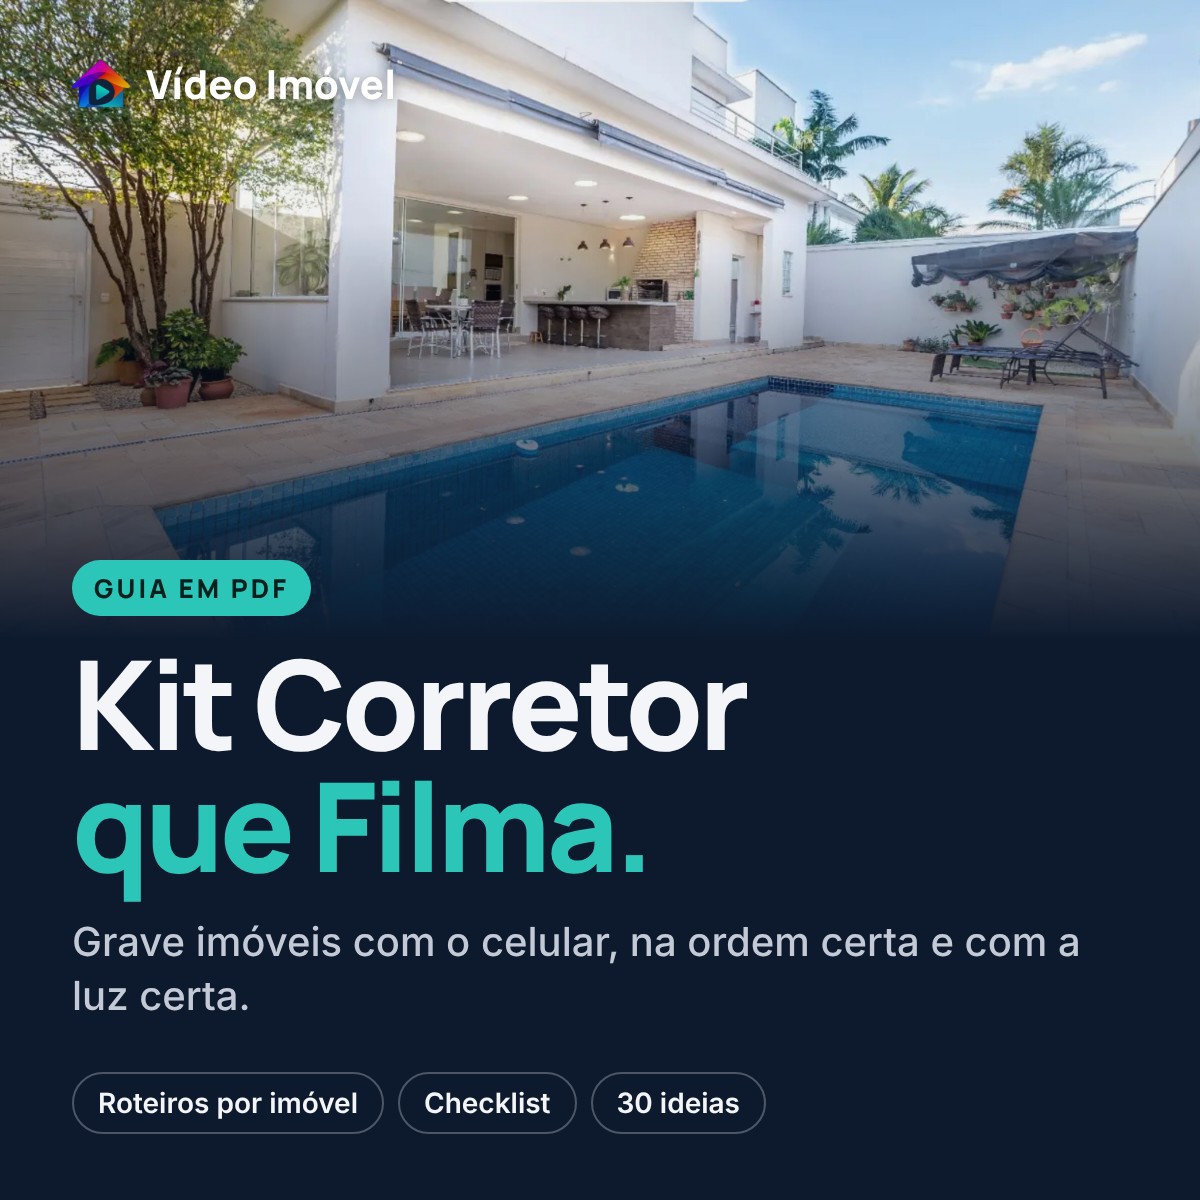 Vídeo Imóvel
GUIA EM PDF
Kit Corretor
que Filma.
Grave imóveis com o celular, na ordem certa e com a
luz certa.
Roteiros por imóvel
Checklist
30 ideias